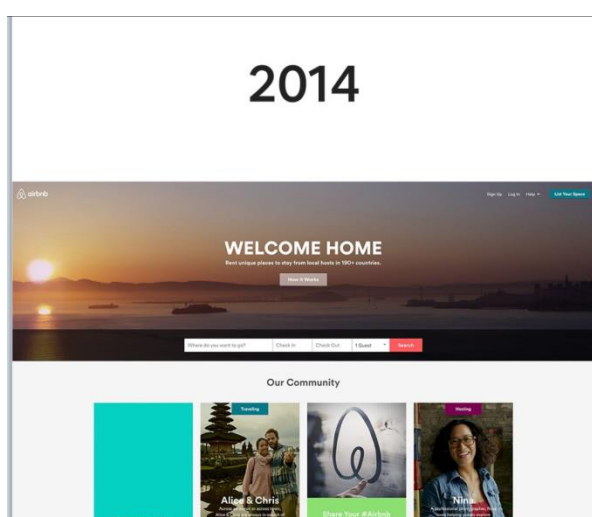 2014
airbnb
Sign Up Log In Help List Your Space
WELCOME HOME
Rent unique places to stay from local hosts in 190+ countries.
How It Works
Where do you want to go? Check In Check Out 1 Guest Search
Our Community
Traveling
Hosting
Alice & Chris
Share Your #Airbnb
Nina